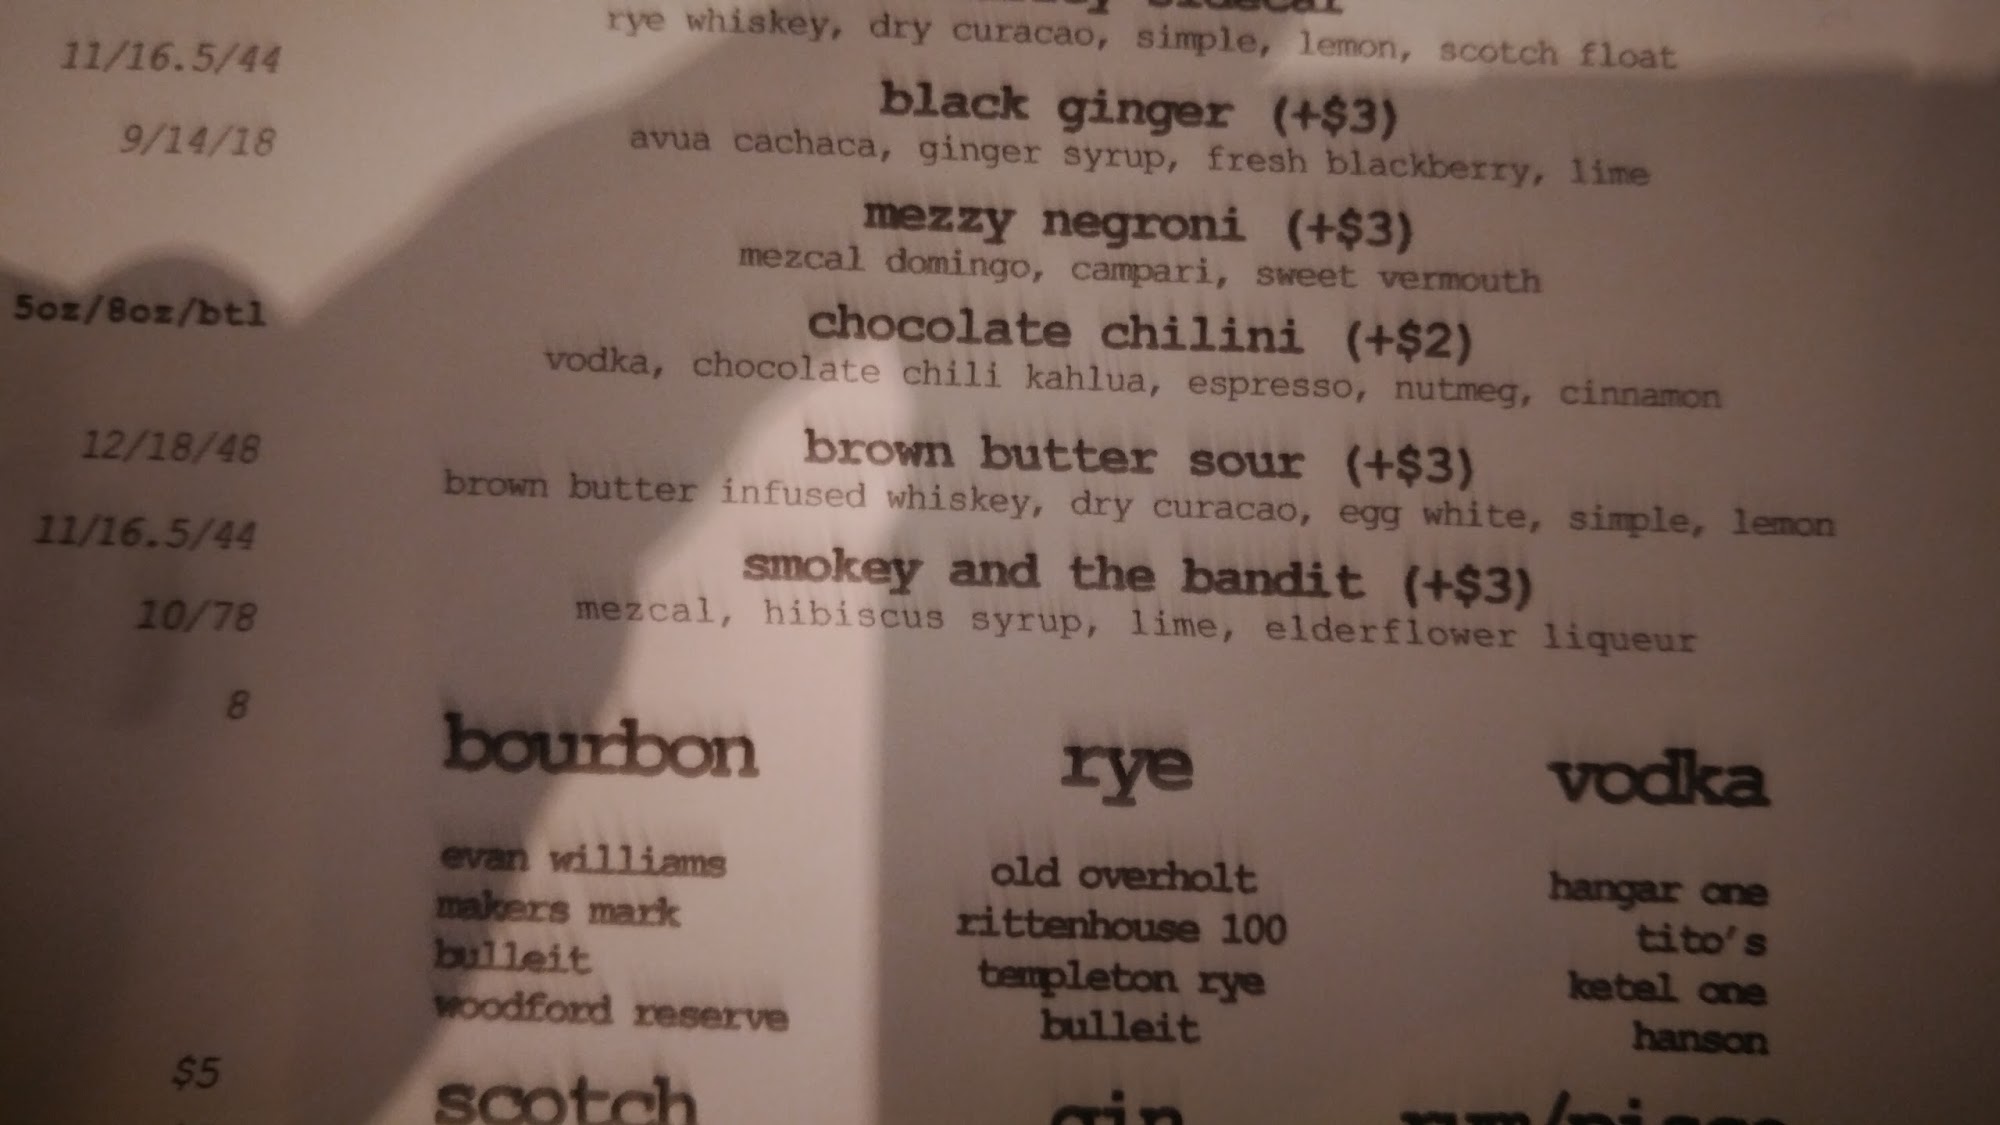 11/16.5/44
9/14/18
5oz/8oz/btl
12/18/48
11/16.5/44
10/78
8
$5
rye whiskey, dry curacao, simple, lemon, scotch float
black ginger (+$3)
avua cachaca, ginger syrup, fresh blackberry, lime
mezzy negroni (+$3)
mezcal domingo, campari, sweet vermouth
chocolate chilini (+$2)
vodka, chocolate chili kahlua, espresso, nutmeg, cinnamon
brown butter sour (+$3)
brown butter infused whiskey, dry curacao, egg white, simple, lemon
smokey and the bandit (+$3)
mezcal, hibiscus syrup, lime, elderflower liqueur
bourbon
evan williams
makers mark
bulleit
woodford reserve
rye
old overholt
rittenhouse 100
templeton rye
bulleit
vodka
hangar one
tito's
ketel one
hanson
scotch
gin